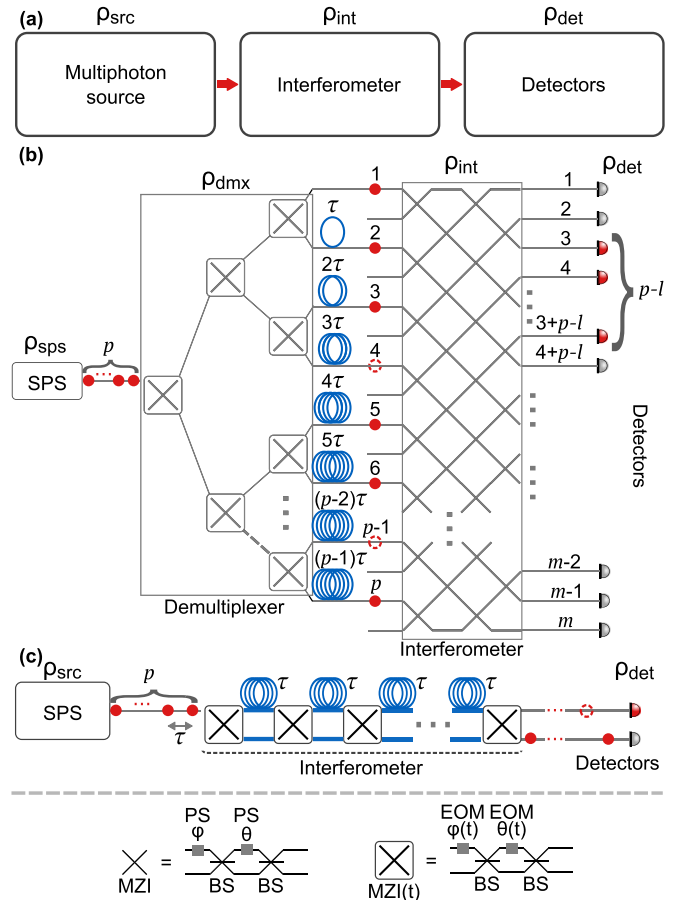 (a)
ρsrc ρint ρdet
Multiphoton source
Interferometer
Detectors
(b)
ρdmx
ρint
ρdet
ρsps
SPS
p
τ
2τ
3τ
4τ
5τ
(p-2)τ
(p-1)τ
1
2
3
4
5
6
p-1
p
1
2
3
4
3+p-l
4+p-l
m-2
m-1
m
p-l
Detectors
Demultiplexer
Interferometer
(c)
ρsrc
SPS
p
τ
τ τ τ τ
ρdet
Interferometer
Detectors
PS PS
φ θ
MZI =
BS BS
EOM EOM
φ(t) θ(t)
MZI(t) =
BS BS